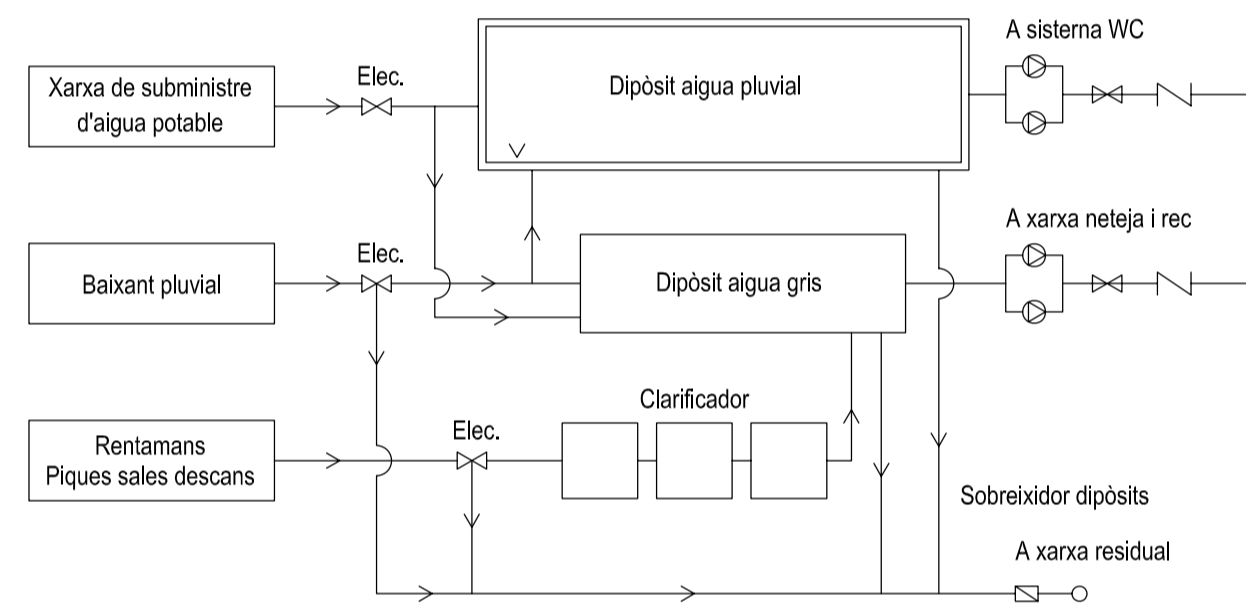 A sisterna WC
Elec.
Xarxa de subministre
d'aigua potable
Dipòsit aigua pluvial
A xarxa neteja i rec
Elec.
Baixant pluvial
Dipòsit aigua gris
Clarificador
Elec.
Rentamans
Piques sales descans
Sobreixidor dipòsits
A xarxa residual